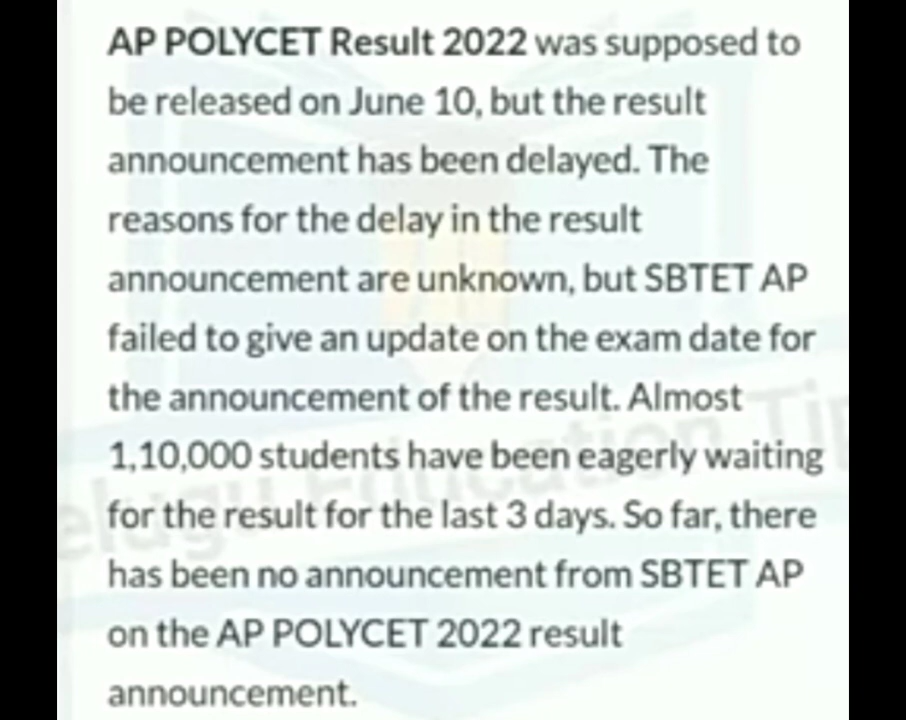 AP POLYCET Result 2022 was supposed to
be released on June 10, but the result
announcement has been delayed. The
reasons for the delay in the result
announcement are unknown, but SBTET AP
failed to give an update on the exam date for
the announcement of the result. Almost
1,10,000 students have been eagerly waiting
for the result for the last 3 days. So far, there
has been no announcement from SBTET AP
on the AP POLYCET 2022 result
announcement.
elugu Education Tip